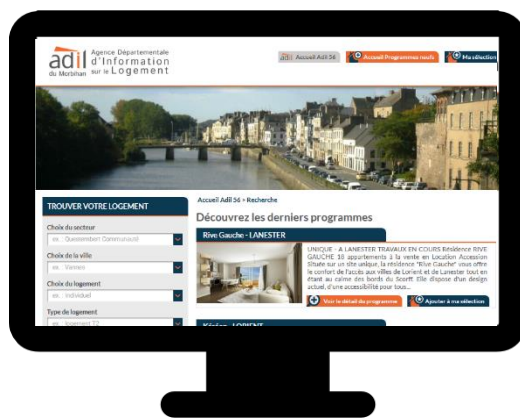 adil
du Morbihan
Agence Départementale
d'Information
sur le Logement
adil Accueil Adil 56
Accueil Programmes neufs
Ma sélection
TROUVER VOTRE LOGEMENT
Choix du secteur
ex. : Questembert Communauté
Choix de la ville
ex. : Vannes
Choix du logement
ex. : Individuel
Type de logement
ex. : logement T2
Accueil Adil 56 » Recherche
Découvrez les derniers programmes
Rive Gauche - LANESTER
UNIQUE - A LANESTER TRAVAUX EN COURS Résidence RIVE
GAUCHE 18 appartements à la vente en Location Accession
Située sur un site unique, la résidence "Rive Gauche" vous offre
le confort de l'accès aux villes de Lorient et de Lanester tout en
étant au calme des bords du Scorff. Elle dispose d'un design
actuel, d'une accessibilité pour tous...
Voir le détail du programme
Ajouter à ma sélection
LORIENT